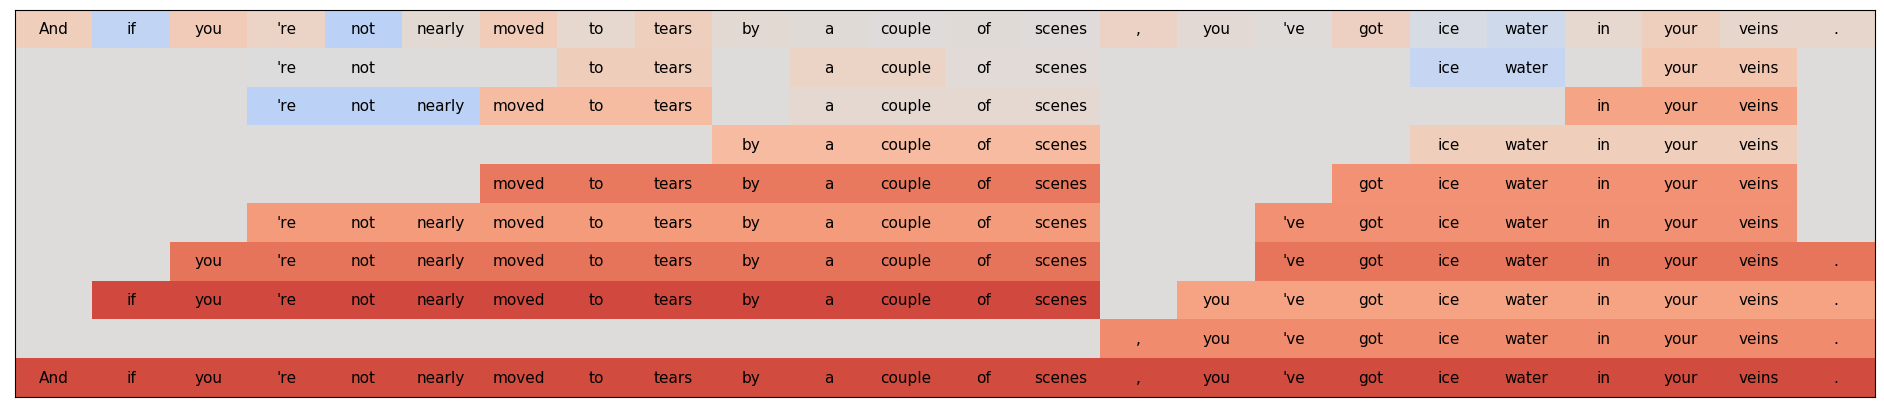 And if you 're not nearly moved to tears by a couple of scenes , you 've got ice water in your veins .
're not to tears a couple of scenes ice water your veins
're not nearly moved to tears a couple of scenes in your veins
by a couple of scenes ice water in your veins
moved to tears by a couple of scenes got ice water in your veins
're not nearly moved to tears by a couple of scenes 've got ice water in your veins
you 're not nearly moved to tears by a couple of scenes 've got ice water in your veins .
if you 're not nearly moved to tears by a couple of scenes you 've got ice water in your veins .
, you 've got ice water in your veins .
And if you 're not nearly moved to tears by a couple of scenes , you 've got ice water in your veins .